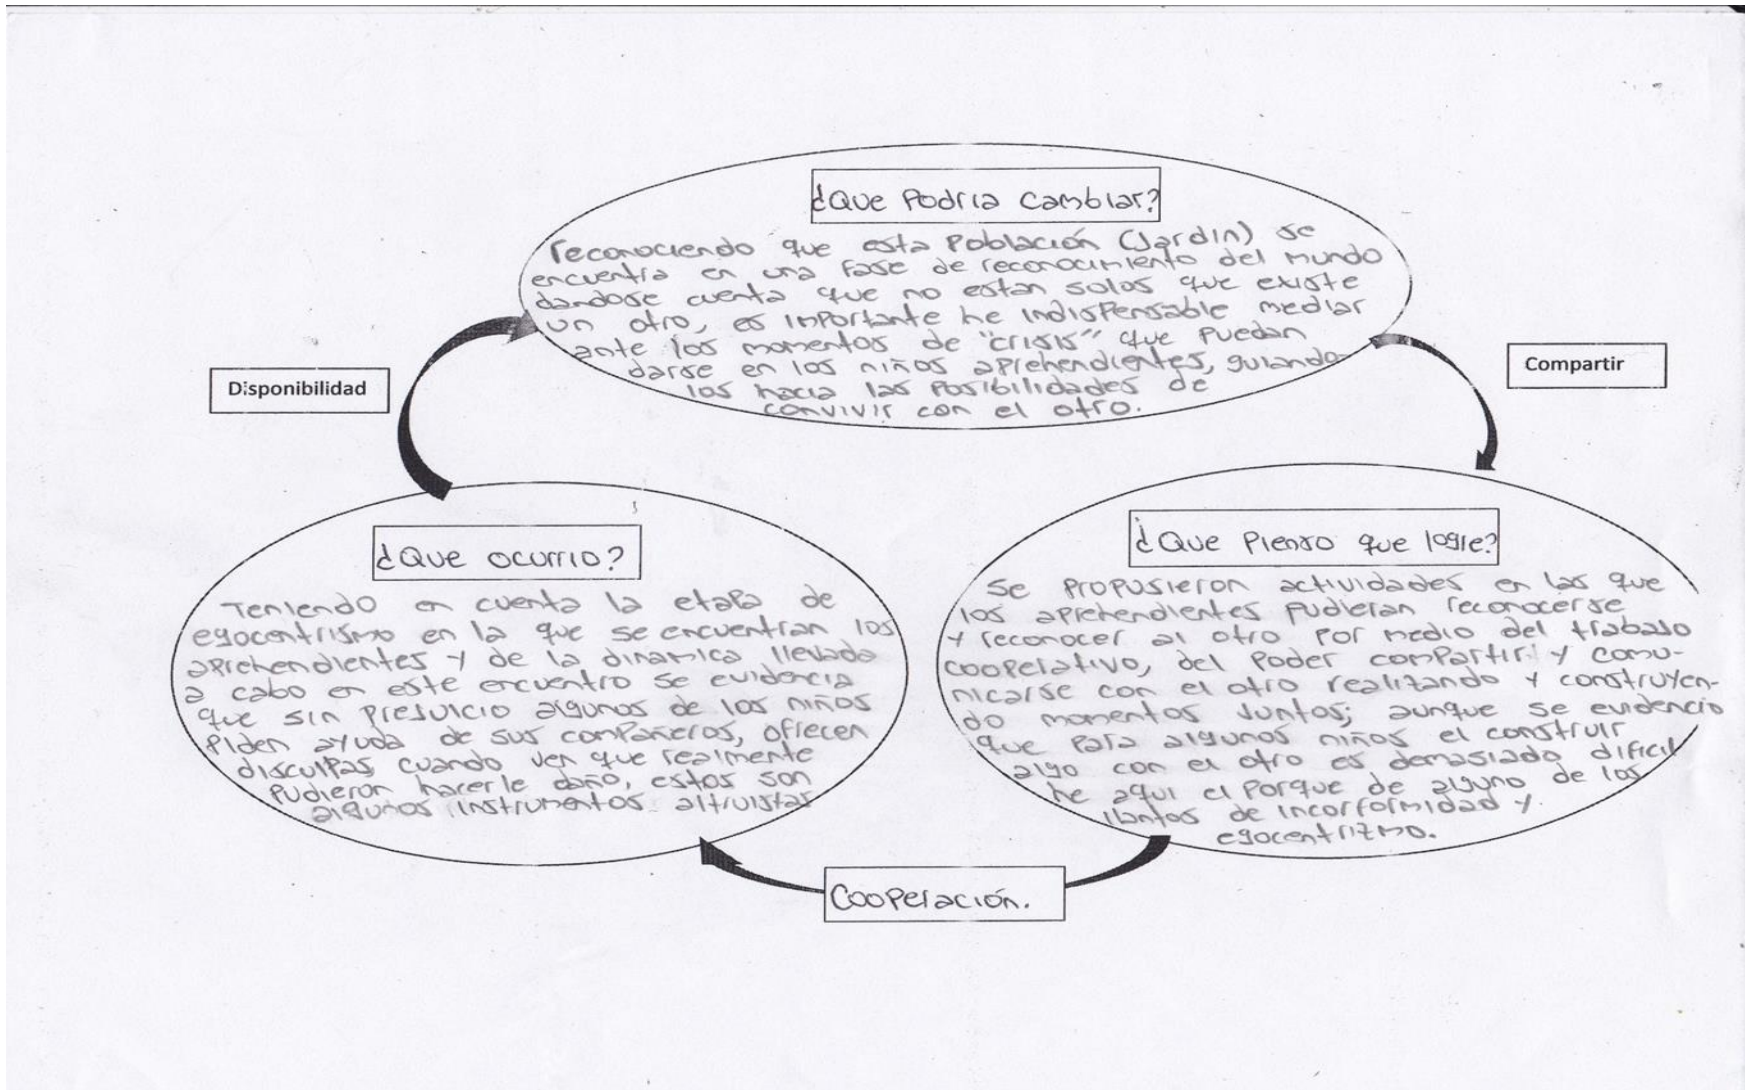 ¿Que Podria Cambiar?
reconociendo que esta Población (Jardin) se
encuentra en una fase de reconocimiento del mundo
dandose cuenta que no estan solos que existe
un otro, es importante he indispensable mediar
ante los momentos de "crisis" que puedan
darse en los niños aprehendientes, guiando-
los hacia las posibilidades de
convivir con el otro.
Disponibilidad
Compartir
¿Que ocurrio?
Teniendo en cuenta la etapa de
egocentrismo en la que se encuentran los
aprehendientes y de la dinamica llevada
a cabo en este encuentro se evidencia
que sin prejuicio algunos de los niños
piden ayuda de sus compañeros, ofrecen
disculpas cuando ven que realmente
pudieron hacerle daño, estos son
algunos instrumentos altruistas
¿Que Pienso que logre?
Se propusieron actividades en las que
los aprehendientes pudieran reconocerse
y reconocer al otro por medio del trabajo
cooperativo, del poder compartir y comu-
nicarse con el otro realizando y construyen-
do momentos juntos; aunque se evidencio
que para algunos niños el construir
algo con el otro es demasiado dificil
he aqui el porque de alguno de los
llantos de incorformidad y
egocentritmo.
Cooperación.